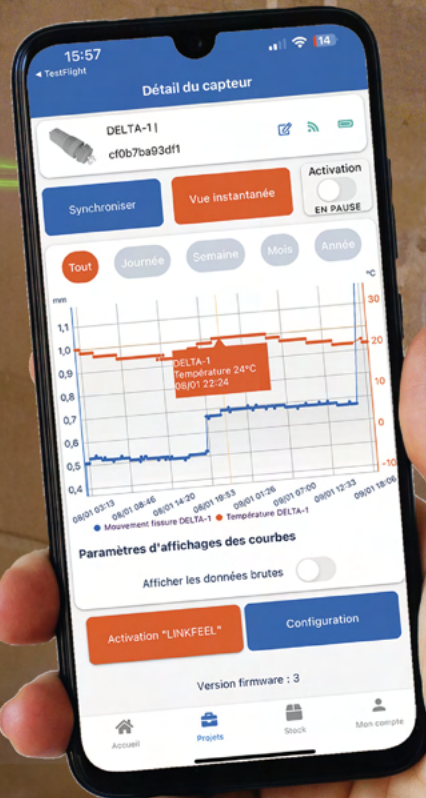 15:57
14
◀ TestFlight
Détail du capteur
DELTA-1 |
cf0b7ba93df1
Synchroniser
Vue instantanée
Activation
EN PAUSE
Tout
Journée
Semaine
Mois
Année
mm
°C
1,1
1,0
0,9
0,8
0,7
0,6
0,5
0,4
30
20
10
0
-10
DELTA-1
Température 24°C
08/01 22:24
08/01 03:13
08/01 08:46
08/01 14:20
08/01 19:53
09/01 01:26
09/01 07:00
09/01 12:33
09/01 18:06
Mouvement fissure DELTA-1
Température DELTA-1
Paramètres d'affichages des courbes
Afficher les données brutes
Activation "LINKFEEL"
Configuration
Version firmware : 3
Accueil
Projets
Stock
Mon compte